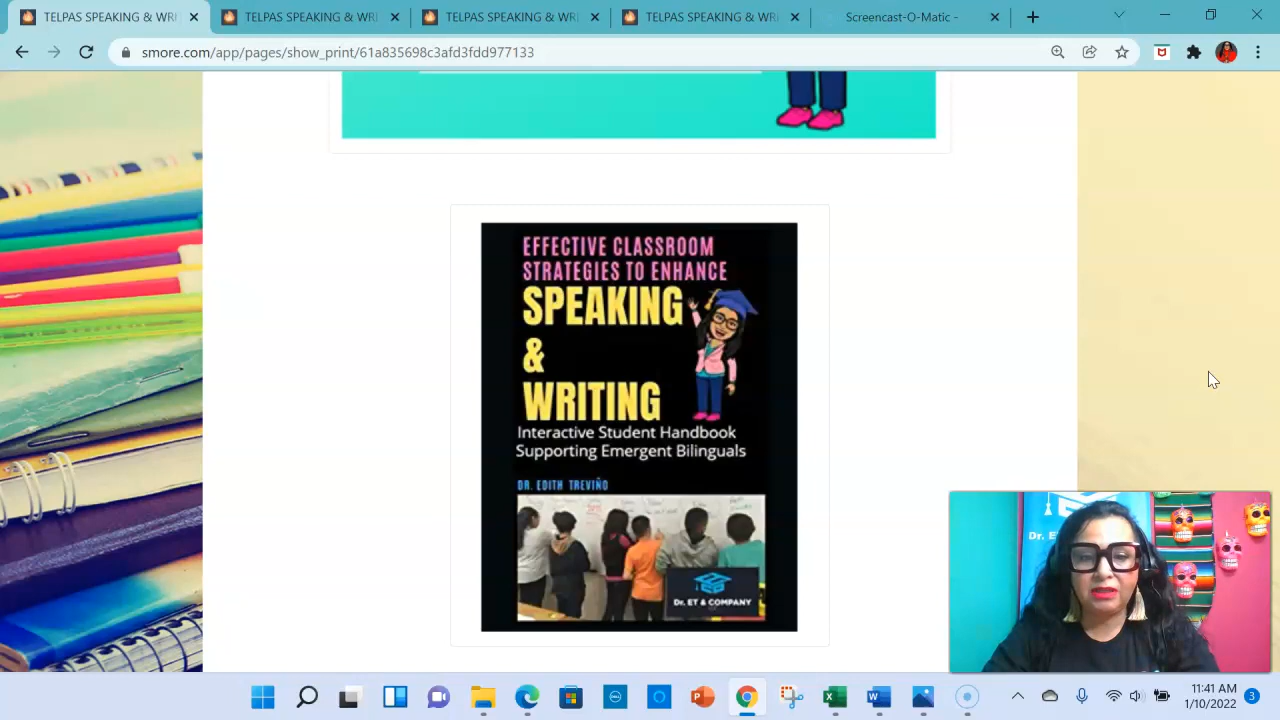 TELPAS SPEAKING & WRI
TELPAS SPEAKING & WRI
TELPAS SPEAKING & WRI
TELPAS SPEAKING & WRI
Screencast-O-Matic -
smore.com/app/pages/show_print/61a835698c3afd3fdd977133
EFFECTIVE CLASSROOM
STRATEGIES TO ENHANCE
SPEAKING
&
WRITING
Interactive Student Handbook
Supporting Emergent Bilinguals
DR. EDITH TREVIÑO
Dr. ET & COMPANY
Dr. E
11:41 AM
1/10/2022
3